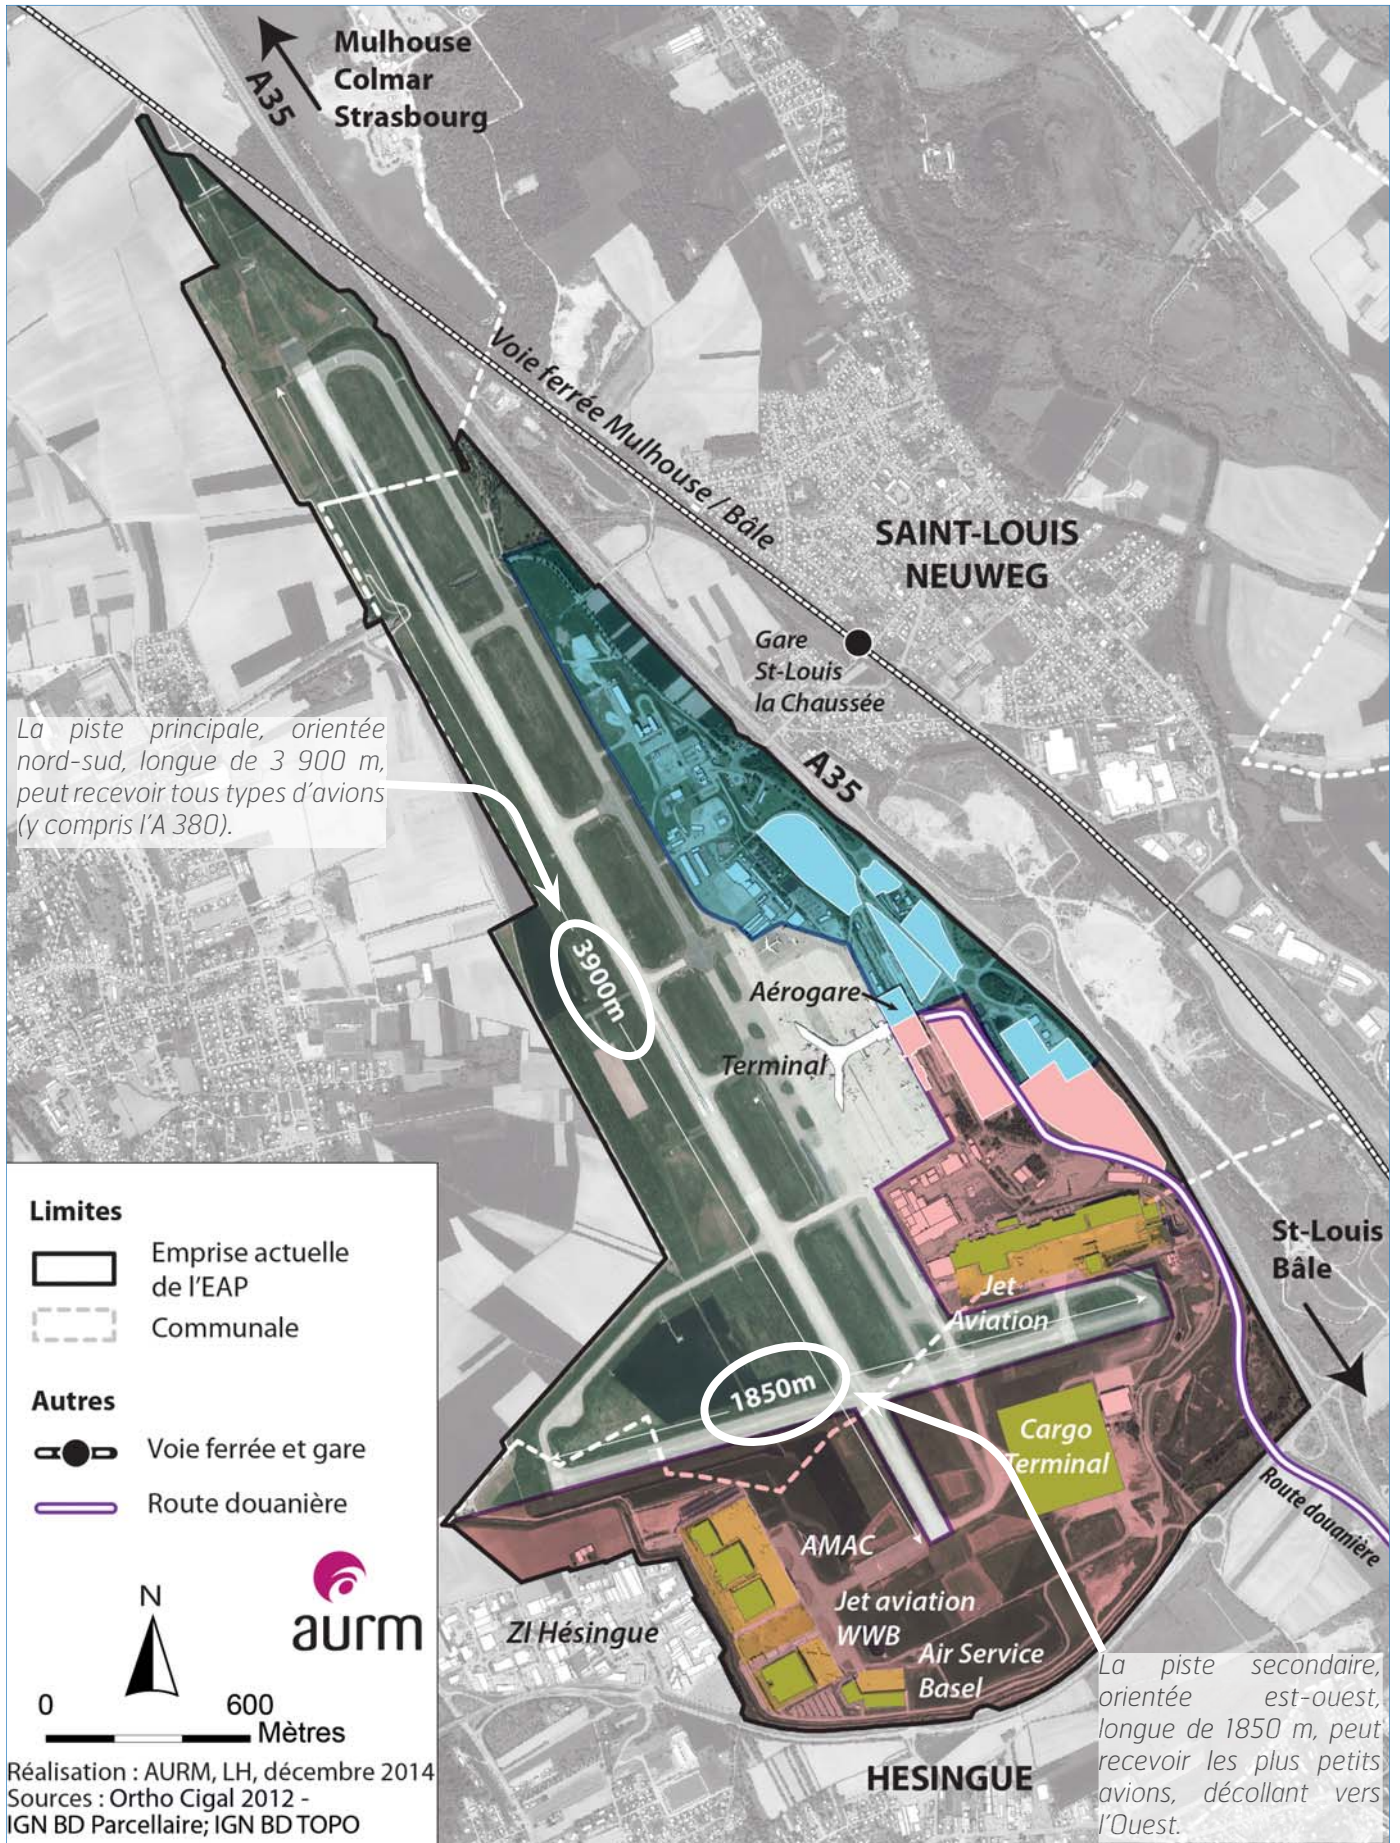 Mulhouse
Colmar
Strasbourg
A35
Voie ferrée Mulhouse / Bâle
SAINT-LOUIS
NEUWEG
Gare
St-Louis
la Chaussée
A35
La piste principale, orientée
nord-sud, longue de 3 900 m,
peut recevoir tous types d'avions
(y compris l'A 380).
3900m
Aérogare
Terminal
Limites
Emprise actuelle
de l'EAP
Communale
Autres
Voie ferrée et gare
Route douanière
St-Louis
Bâle
Jet
Aviation
1850m
Cargo
Terminal
Route douanière
AMAC
Jet aviation
WWB
Air Service
Basel
ZI Hésingue
HESINGUE
N
aurm
0 600
Mètres
Réalisation : AURM, LH, décembre 2014
Sources : Ortho Cigal 2012 -
IGN BD Parcellaire; IGN BD TOPO
La piste secondaire,
orientée est-ouest,
longue de 1850 m, peut
recevoir les plus petits
avions, décollant vers
l'Ouest.